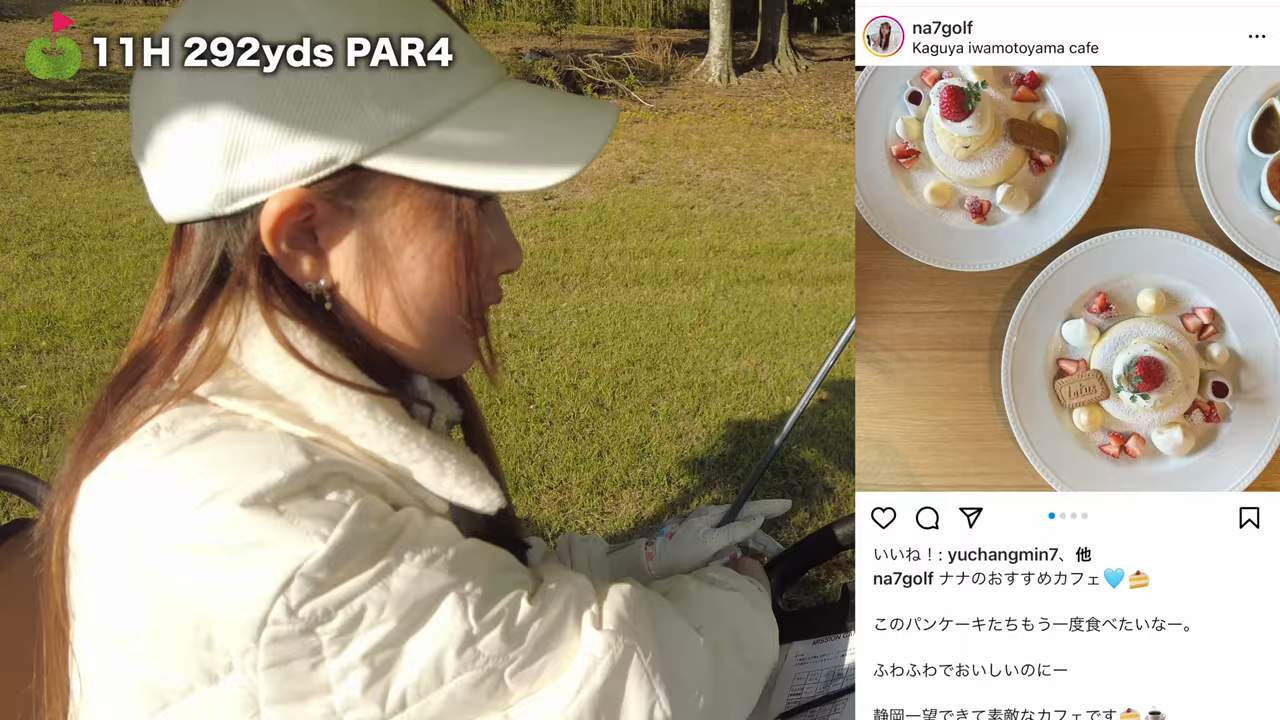 11H 292yds PAR4
na7golf
Kaguya iwamotoyama cafe
Lotus
いいね！: yuchangmin7、他
na7golf ナナのおすすめカフェ🩵🍰
このパンケーキたちもう一度食べたいなー。
ふわふわでおいしいのにー
静岡一望できて素敵なカフェです🍰☕